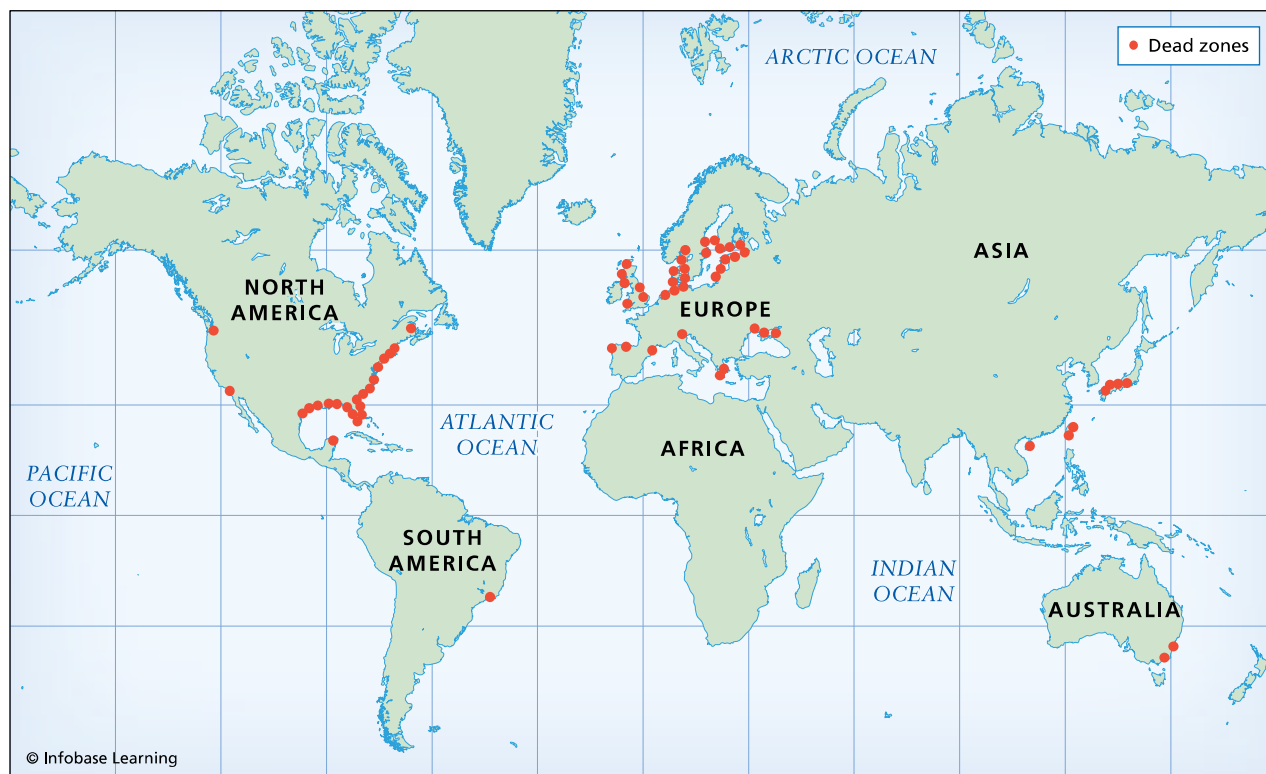 ARCTIC OCEAN
Dead zones
NORTH
AMERICA
ASIA
EUROPE
ATLANTIC
OCEAN
AFRICA
PACIFIC
OCEAN
SOUTH
AMERICA
INDIAN
OCEAN
AUSTRALIA
© Infobase Learning